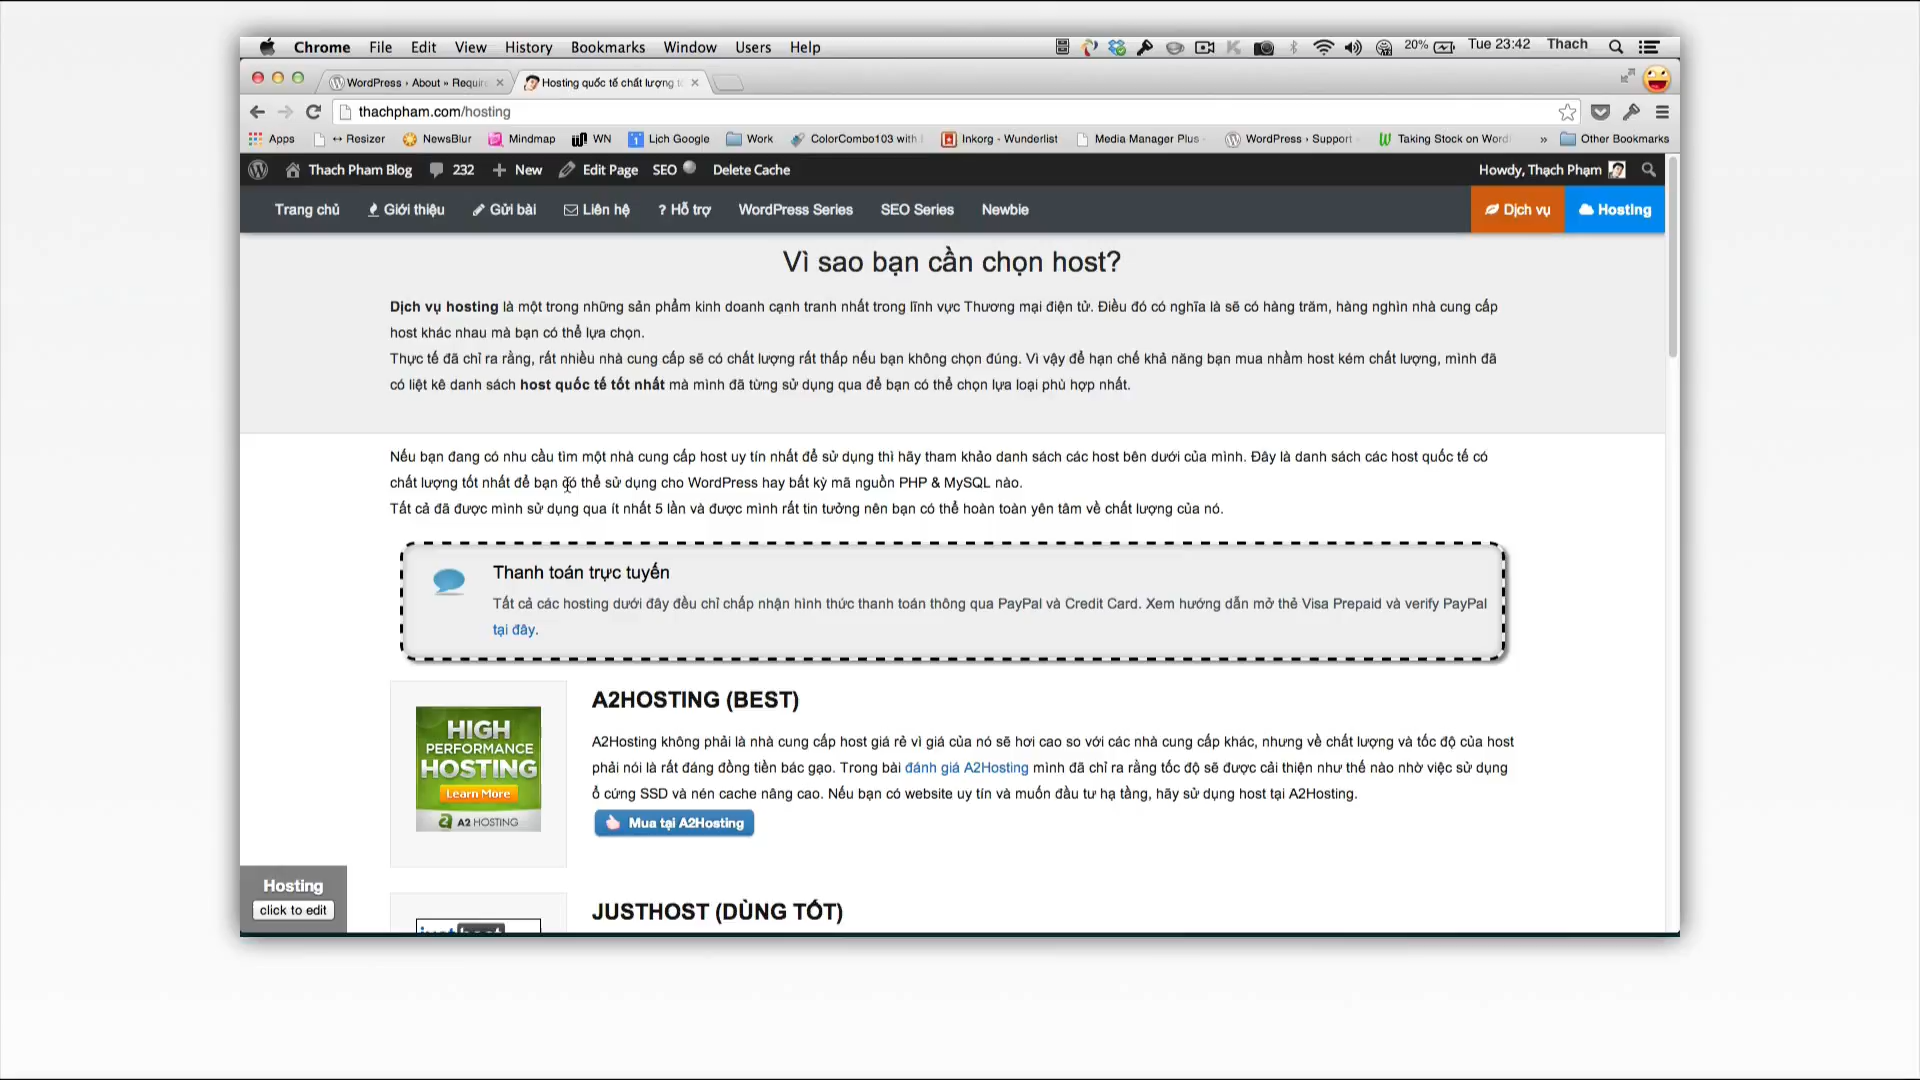 Chrome File Edit View History Bookmarks Window Users Help 20% Tue 23:42 Thach
WordPress › About » Require Hosting quốc tế chất lượng t
thachpham.com/hosting
Apps ↔ Resizer NewsBlur Mindmap WN 1 Lịch Google Work ColorCombo103 with Inkorg - Wunderlist Media Manager Plus WordPress › Support Taking Stock on Word » Other Bookmarks
Thach Pham Blog 232 + New Edit Page SEO Delete Cache Howdy, Thạch Phạm
Trang chủ Giới thiệu Gửi bài Liên hệ ? Hỗ trợ WordPress Series SEO Series Newbie Dịch vụ Hosting
Vì sao bạn cần chọn host?
Dịch vụ hosting là một trong những sản phẩm kinh doanh cạnh tranh nhất trong lĩnh vực Thương mại điện tử. Điều đó có nghĩa là sẽ có hàng trăm, hàng nghìn nhà cung cấp
host khác nhau mà bạn có thể lựa chọn.
Thực tế đã chỉ ra rằng, rất nhiều nhà cung cấp sẽ có chất lượng rất thấp nếu bạn không chọn đúng. Vì vậy để hạn chế khả năng bạn mua nhầm host kém chất lượng, mình đã
có liệt kê danh sách host quốc tế tốt nhất mà mình đã từng sử dụng qua để bạn có thể chọn lựa loại phù hợp nhất.
Nếu bạn đang có nhu cầu tìm một nhà cung cấp host uy tín nhất để sử dụng thì hãy tham khảo danh sách các host bên dưới của mình. Đây là danh sách các host quốc tế có
chất lượng tốt nhất để bạn có thể sử dụng cho WordPress hay bất kỳ mã nguồn PHP & MySQL nào.
Tất cả đã được mình sử dụng qua ít nhất 5 lần và được mình rất tin tưởng nên bạn có thể hoàn toàn yên tâm về chất lượng của nó.
Thanh toán trực tuyến
Tất cả các hosting dưới đây đều chỉ chấp nhận hình thức thanh toán thông qua PayPal và Credit Card. Xem hướng dẫn mở thẻ Visa Prepaid và verify PayPal
tại đây.
HIGH
PERFORMANCE
HOSTING
Learn More
A2 HOSTING
A2HOSTING (BEST)
A2Hosting không phải là nhà cung cấp host giá rẻ vì giá của nó sẽ hơi cao so với các nhà cung cấp khác, nhưng về chất lượng và tốc độ của host
phải nói là rất đáng đồng tiền bác gạo. Trong bài đánh giá A2Hosting mình đã chỉ ra rằng tốc độ sẽ được cải thiện như thế nào nhờ việc sử dụng
ổ cứng SSD và nén cache nâng cao. Nếu bạn có website uy tín và muốn đầu tư hạ tầng, hãy sử dụng host tại A2Hosting.
Mua tại A2Hosting
Hosting
click to edit
JUSTHOST (DÙNG TỐT)